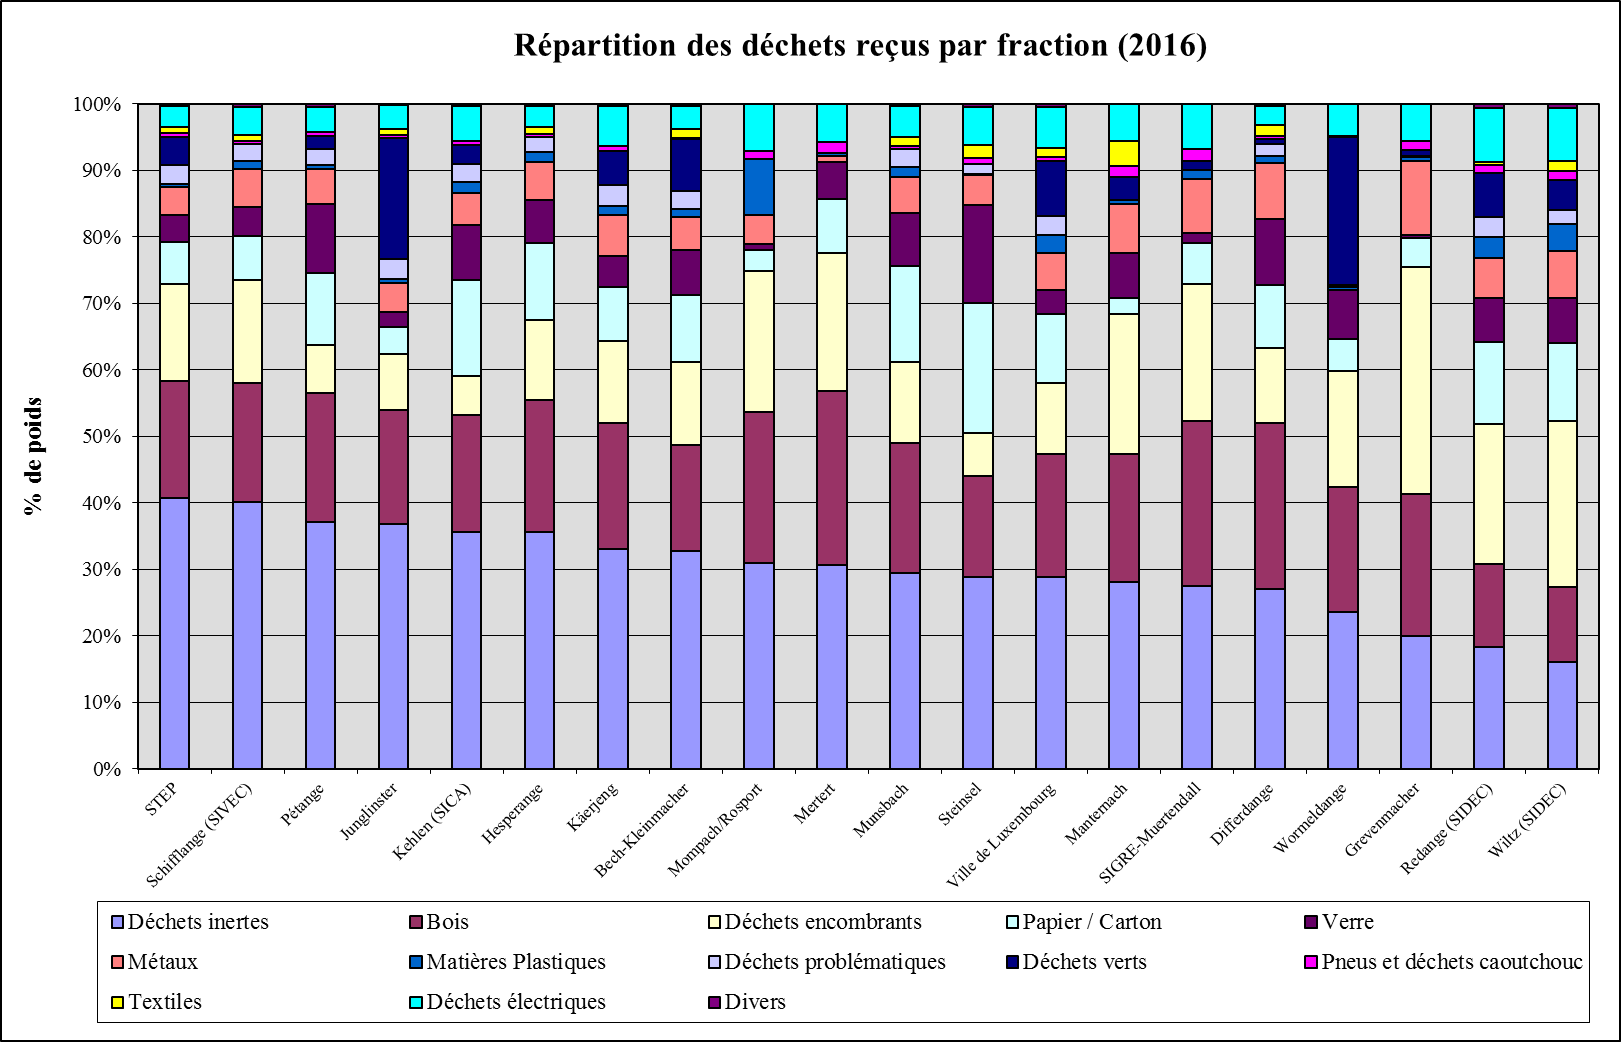 Répartition des déchets reçus par fraction (2016)
% de poids
100%
90%
80%
70%
60%
50%
40%
30%
20%
10%
0%
STEP
Schifflange (SIVEC)
Pétange
Junglinster
Kehlen (SICA)
Hesperange
Käerjeng
Bech-Kleinmacher
Mompach/Rosport
Mertert
Munsbach
Steinsel
Ville de Luxembourg
Manternach
SIGRE-Muertendall
Differdange
Wormeldange
Grevenmacher
Redange (SIDEC)
Wiltz (SIDEC)
Déchets inertes
Bois
Déchets encombrants
Papier / Carton
Verre
Métaux
Matières Plastiques
Déchets problématiques
Déchets verts
Pneus et déchets caoutchouc
Textiles
Déchets électriques
Divers